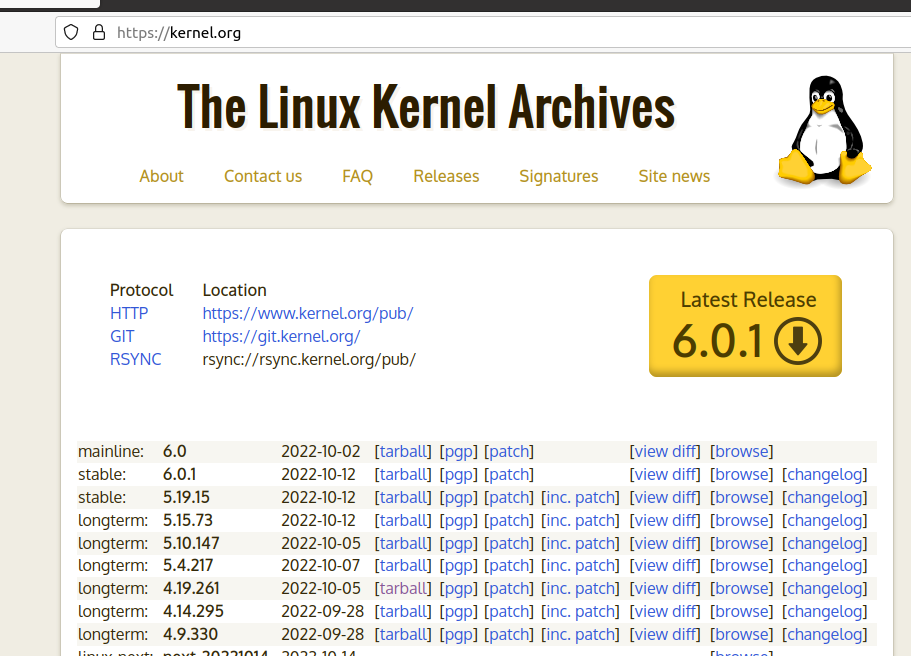 https://kernel.org
The Linux Kernel Archives
About Contact us FAQ Releases Signatures Site news
Protocol Location
HTTP https://www.kernel.org/pub/
GIT https://git.kernel.org/
RSYNC rsync://rsync.kernel.org/pub/
Latest Release
6.0.1
mainline: 6.0 2022-10-02 [tarball] [pgp] [patch] [view diff] [browse]
stable: 6.0.1 2022-10-12 [tarball] [pgp] [patch] [view diff] [browse] [changelog]
stable: 5.19.15 2022-10-12 [tarball] [pgp] [patch] [inc. patch] [view diff] [browse] [changelog]
longterm: 5.15.73 2022-10-12 [tarball] [pgp] [patch] [inc. patch] [view diff] [browse] [changelog]
longterm: 5.10.147 2022-10-05 [tarball] [pgp] [patch] [inc. patch] [view diff] [browse] [changelog]
longterm: 5.4.217 2022-10-07 [tarball] [pgp] [patch] [inc. patch] [view diff] [browse] [changelog]
longterm: 4.19.261 2022-10-05 [tarball] [pgp] [patch] [inc. patch] [view diff] [browse] [changelog]
longterm: 4.14.295 2022-09-28 [tarball] [pgp] [patch] [inc. patch] [view diff] [browse] [changelog]
longterm: 4.9.330 2022-09-28 [tarball] [pgp] [patch] [inc. patch] [view diff] [browse] [changelog]
linux-next: next-20221014 2022-10-14 [browse]